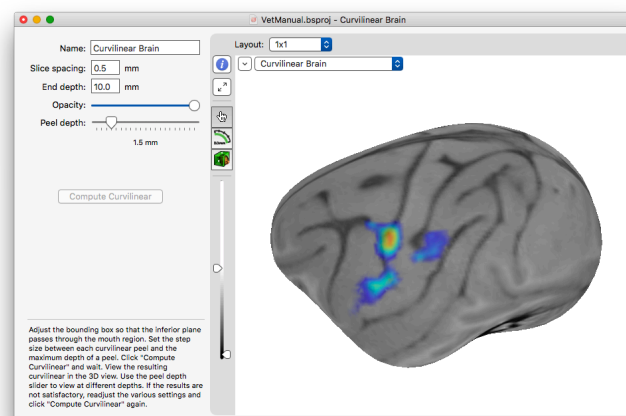 VetManual.bsproj - Curvilinear Brain
Name: Curvilinear Brain
Slice spacing: 0.5 mm
End depth: 10.0 mm
Opacity:
Peel depth:
1.5 mm
Compute Curvilinear
Layout: 1x1
Curvilinear Brain
Adjust the bounding box so that the inferior plane
passes through the mouth region. Set the step
size between each curvilinear peel and the
maximum depth of a peel. Click "Compute
Curvilinear" and wait. View the resulting
curvilinear in the 3D view. Use the peel depth
slider to view at different depths. If the results are
not satisfactory, readjust the various settings and
click "Compute Curvilinear" again.